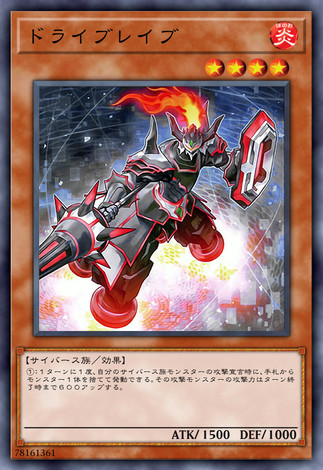 ドライブレイブ
ほのお
炎
【サイバース族／効果】
①：１ターンに１度、自分のサイバース族モンスターの攻撃宣言時に、手札から
モンスター１体を捨てて発動できる。その攻撃モンスターの攻撃力はターン終
了時まで６００アップする。
ATK/ 1500 DEF/ 1000
78161361